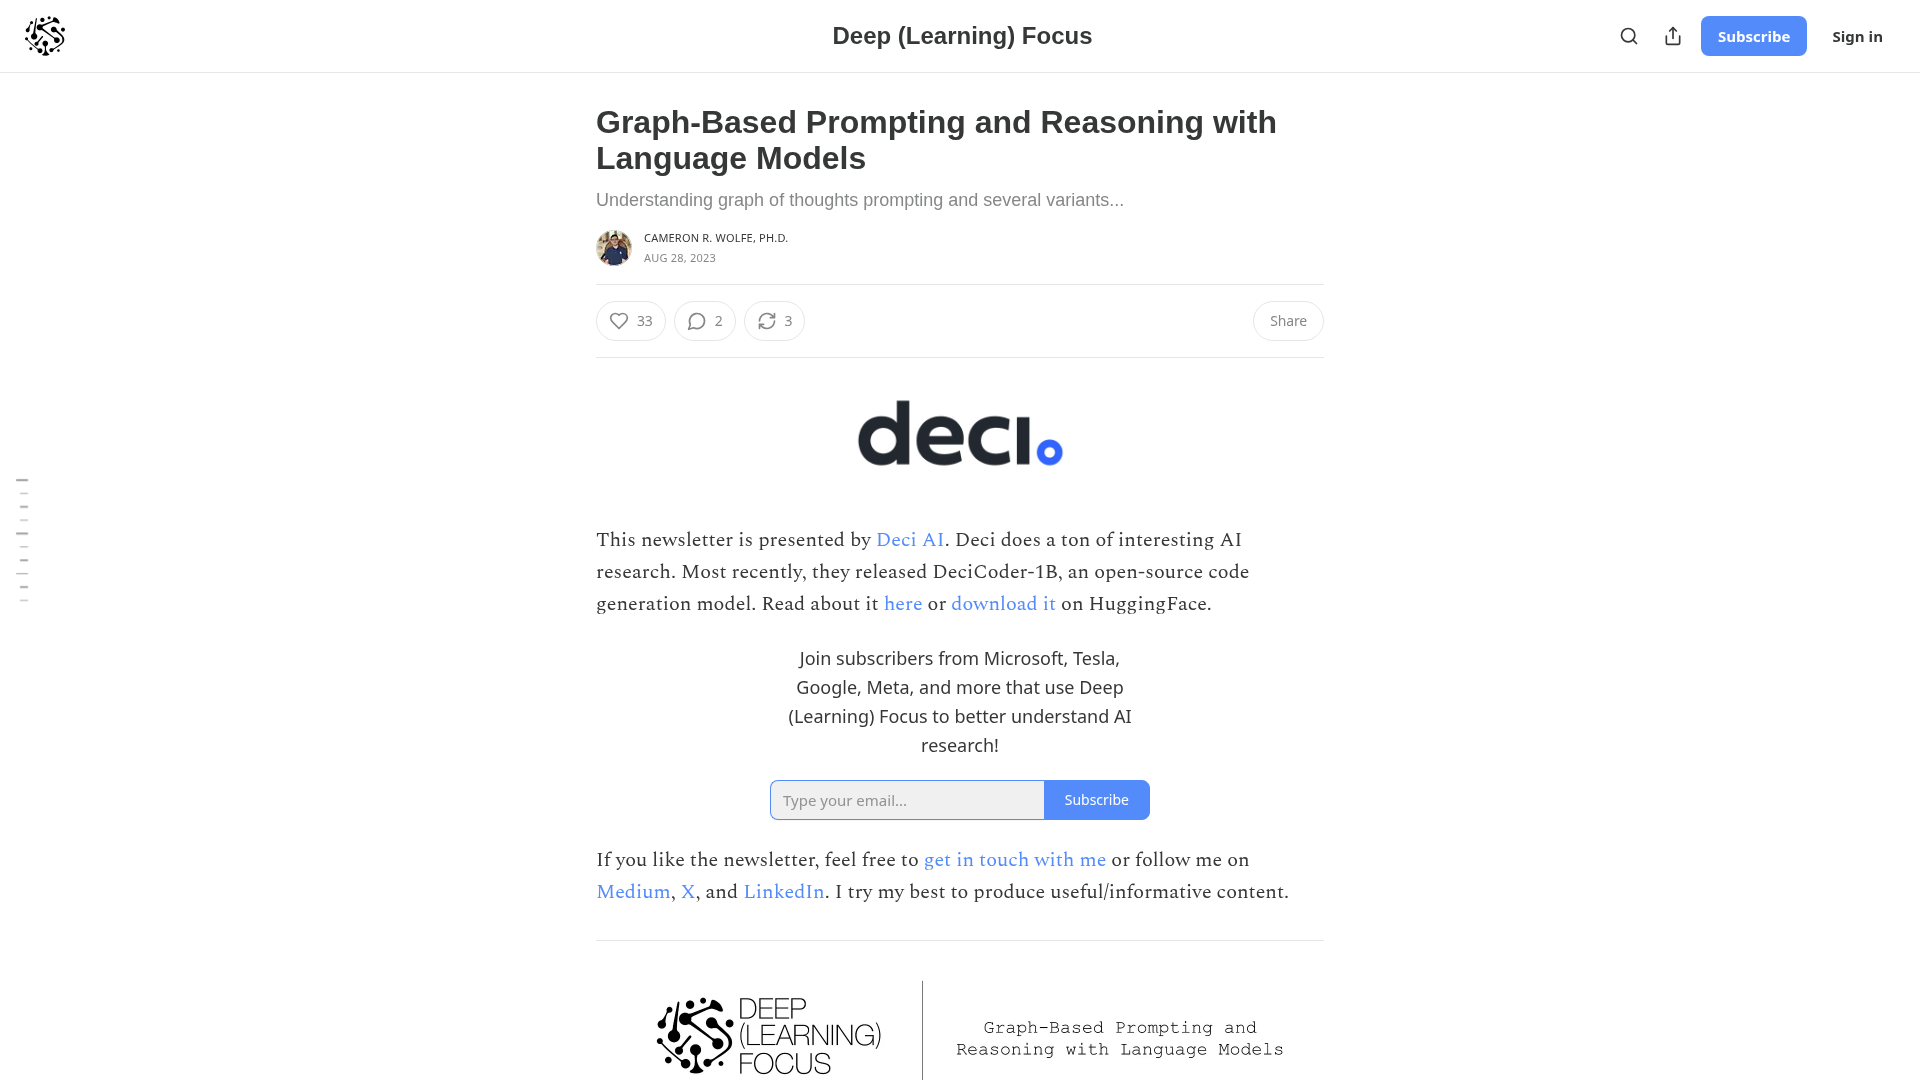 Deep (Learning) Focus
Subscribe
Sign in
Graph-Based Prompting and Reasoning with
Language Models
Understanding graph of thoughts prompting and several variants...
CAMERON R. WOLFE, PH.D.
AUG 28, 2023
33
2
3
Share
deci.
This newsletter is presented by Deci AI. Deci does a ton of interesting AI
research. Most recently, they released DeciCoder-1B, an open-source code
generation model. Read about it here or download it on HuggingFace.
Join subscribers from Microsoft, Tesla,
Google, Meta, and more that use Deep
(Learning) Focus to better understand AI
research!
Type your email...
Subscribe
If you like the newsletter, feel free to get in touch with me or follow me on
Medium, X, and LinkedIn. I try my best to produce useful/informative content.
DEEP
(LEARNING)
FOCUS
Graph-Based Prompting and
Reasoning with Language Models